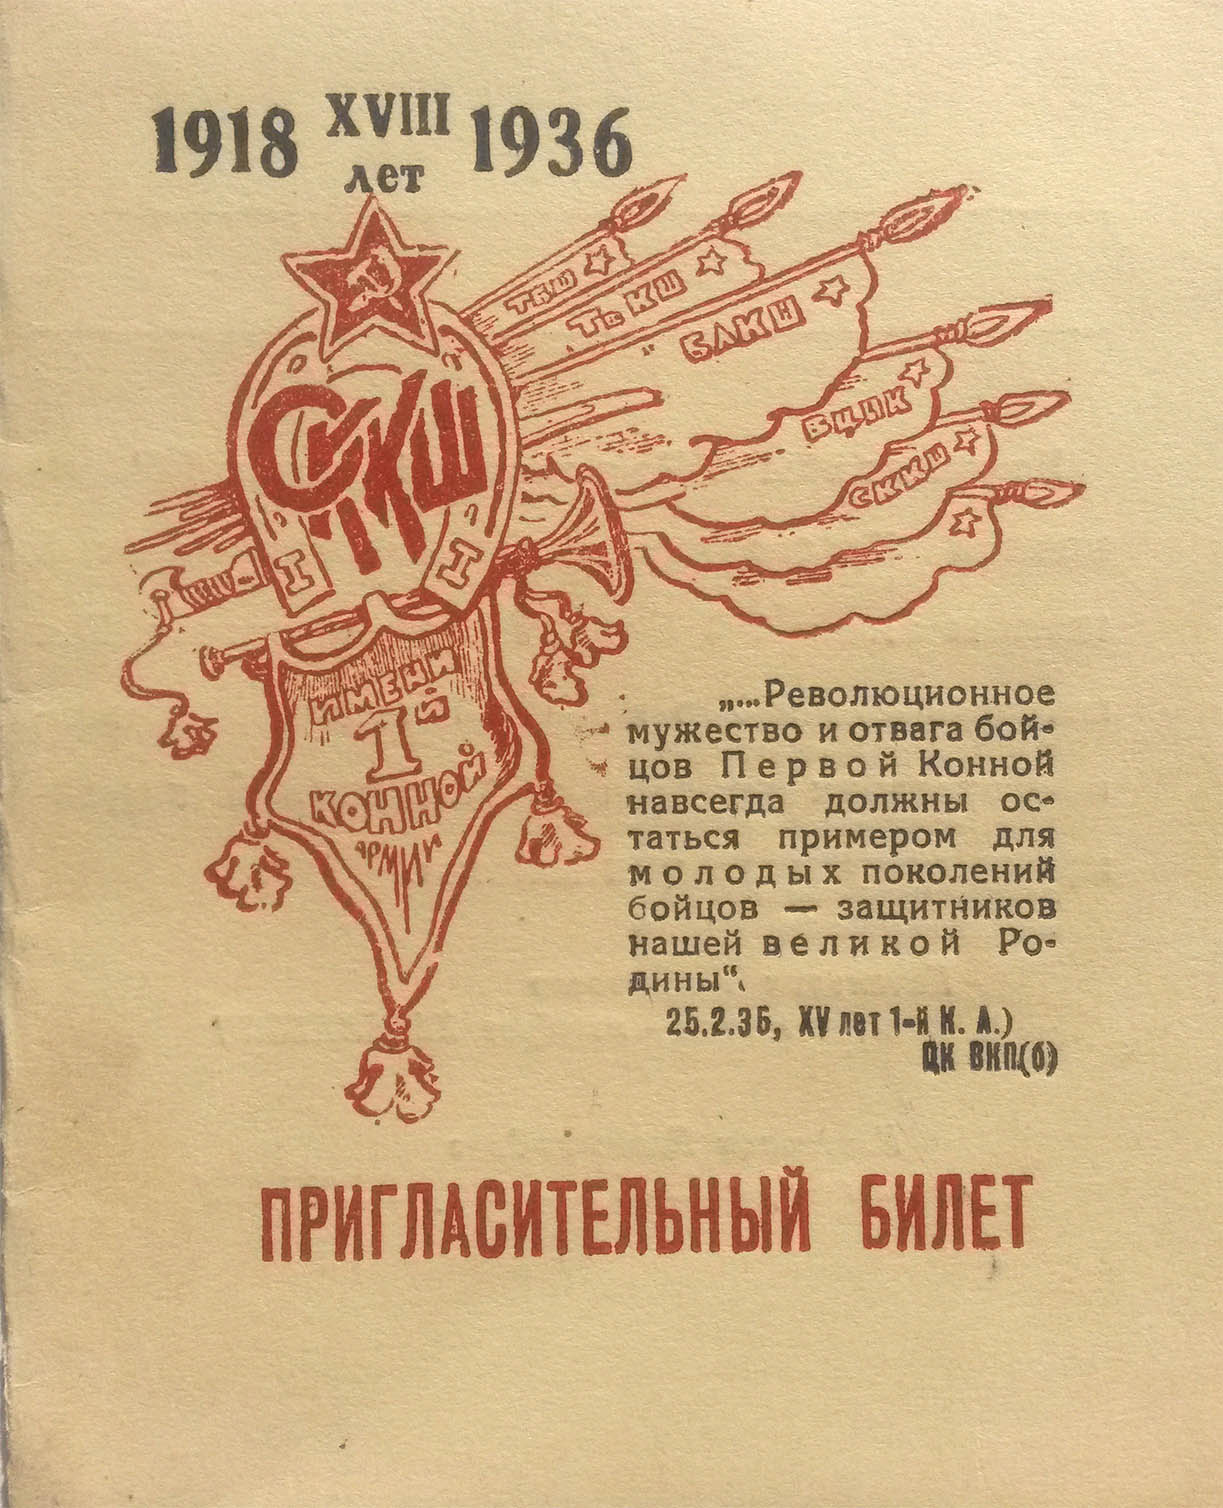 1918 XVIII лет 1936
ТКШ
ТвКШ
БЛКШ
ВЦИК
СККШ
СТКШ
ИМЕНИ
1й
КОННОЙ
АРМИИ
„...Революционное
мужество и отвага бой-
цов Первой Конной
навсегда должны ос-
таться примером для
молодых поколений
бойцов — защитников
нашей великой Ро-
дины“.
25.2.35, XV лет 1-й К. А.)
ЦК ВКП(б)
ПРИГЛАСИТЕЛЬНЫЙ БИЛЕТ